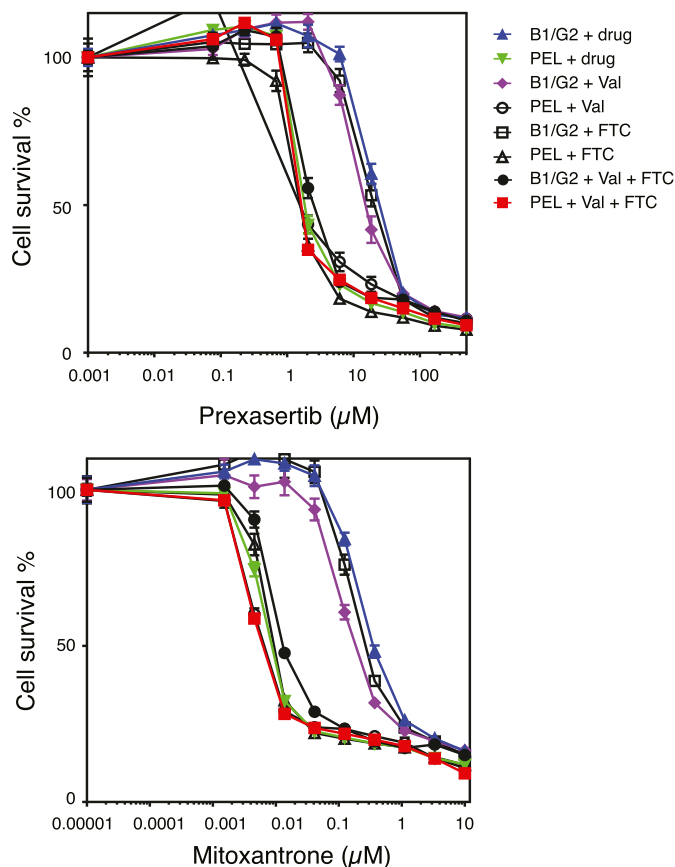 Cell survival %
100
50
0
0.001
0.01
0.1
1
10
100
Prexasertib (µM)
B1/G2 + drug
PEL + drug
B1/G2 + Val
PEL + Val
B1/G2 + FTC
PEL + FTC
B1/G2 + Val + FTC
PEL + Val + FTC
Cell survival %
100
50
0
0.00001
0.0001
0.001
0.01
0.1
1
10
Mitoxantrone (µM)